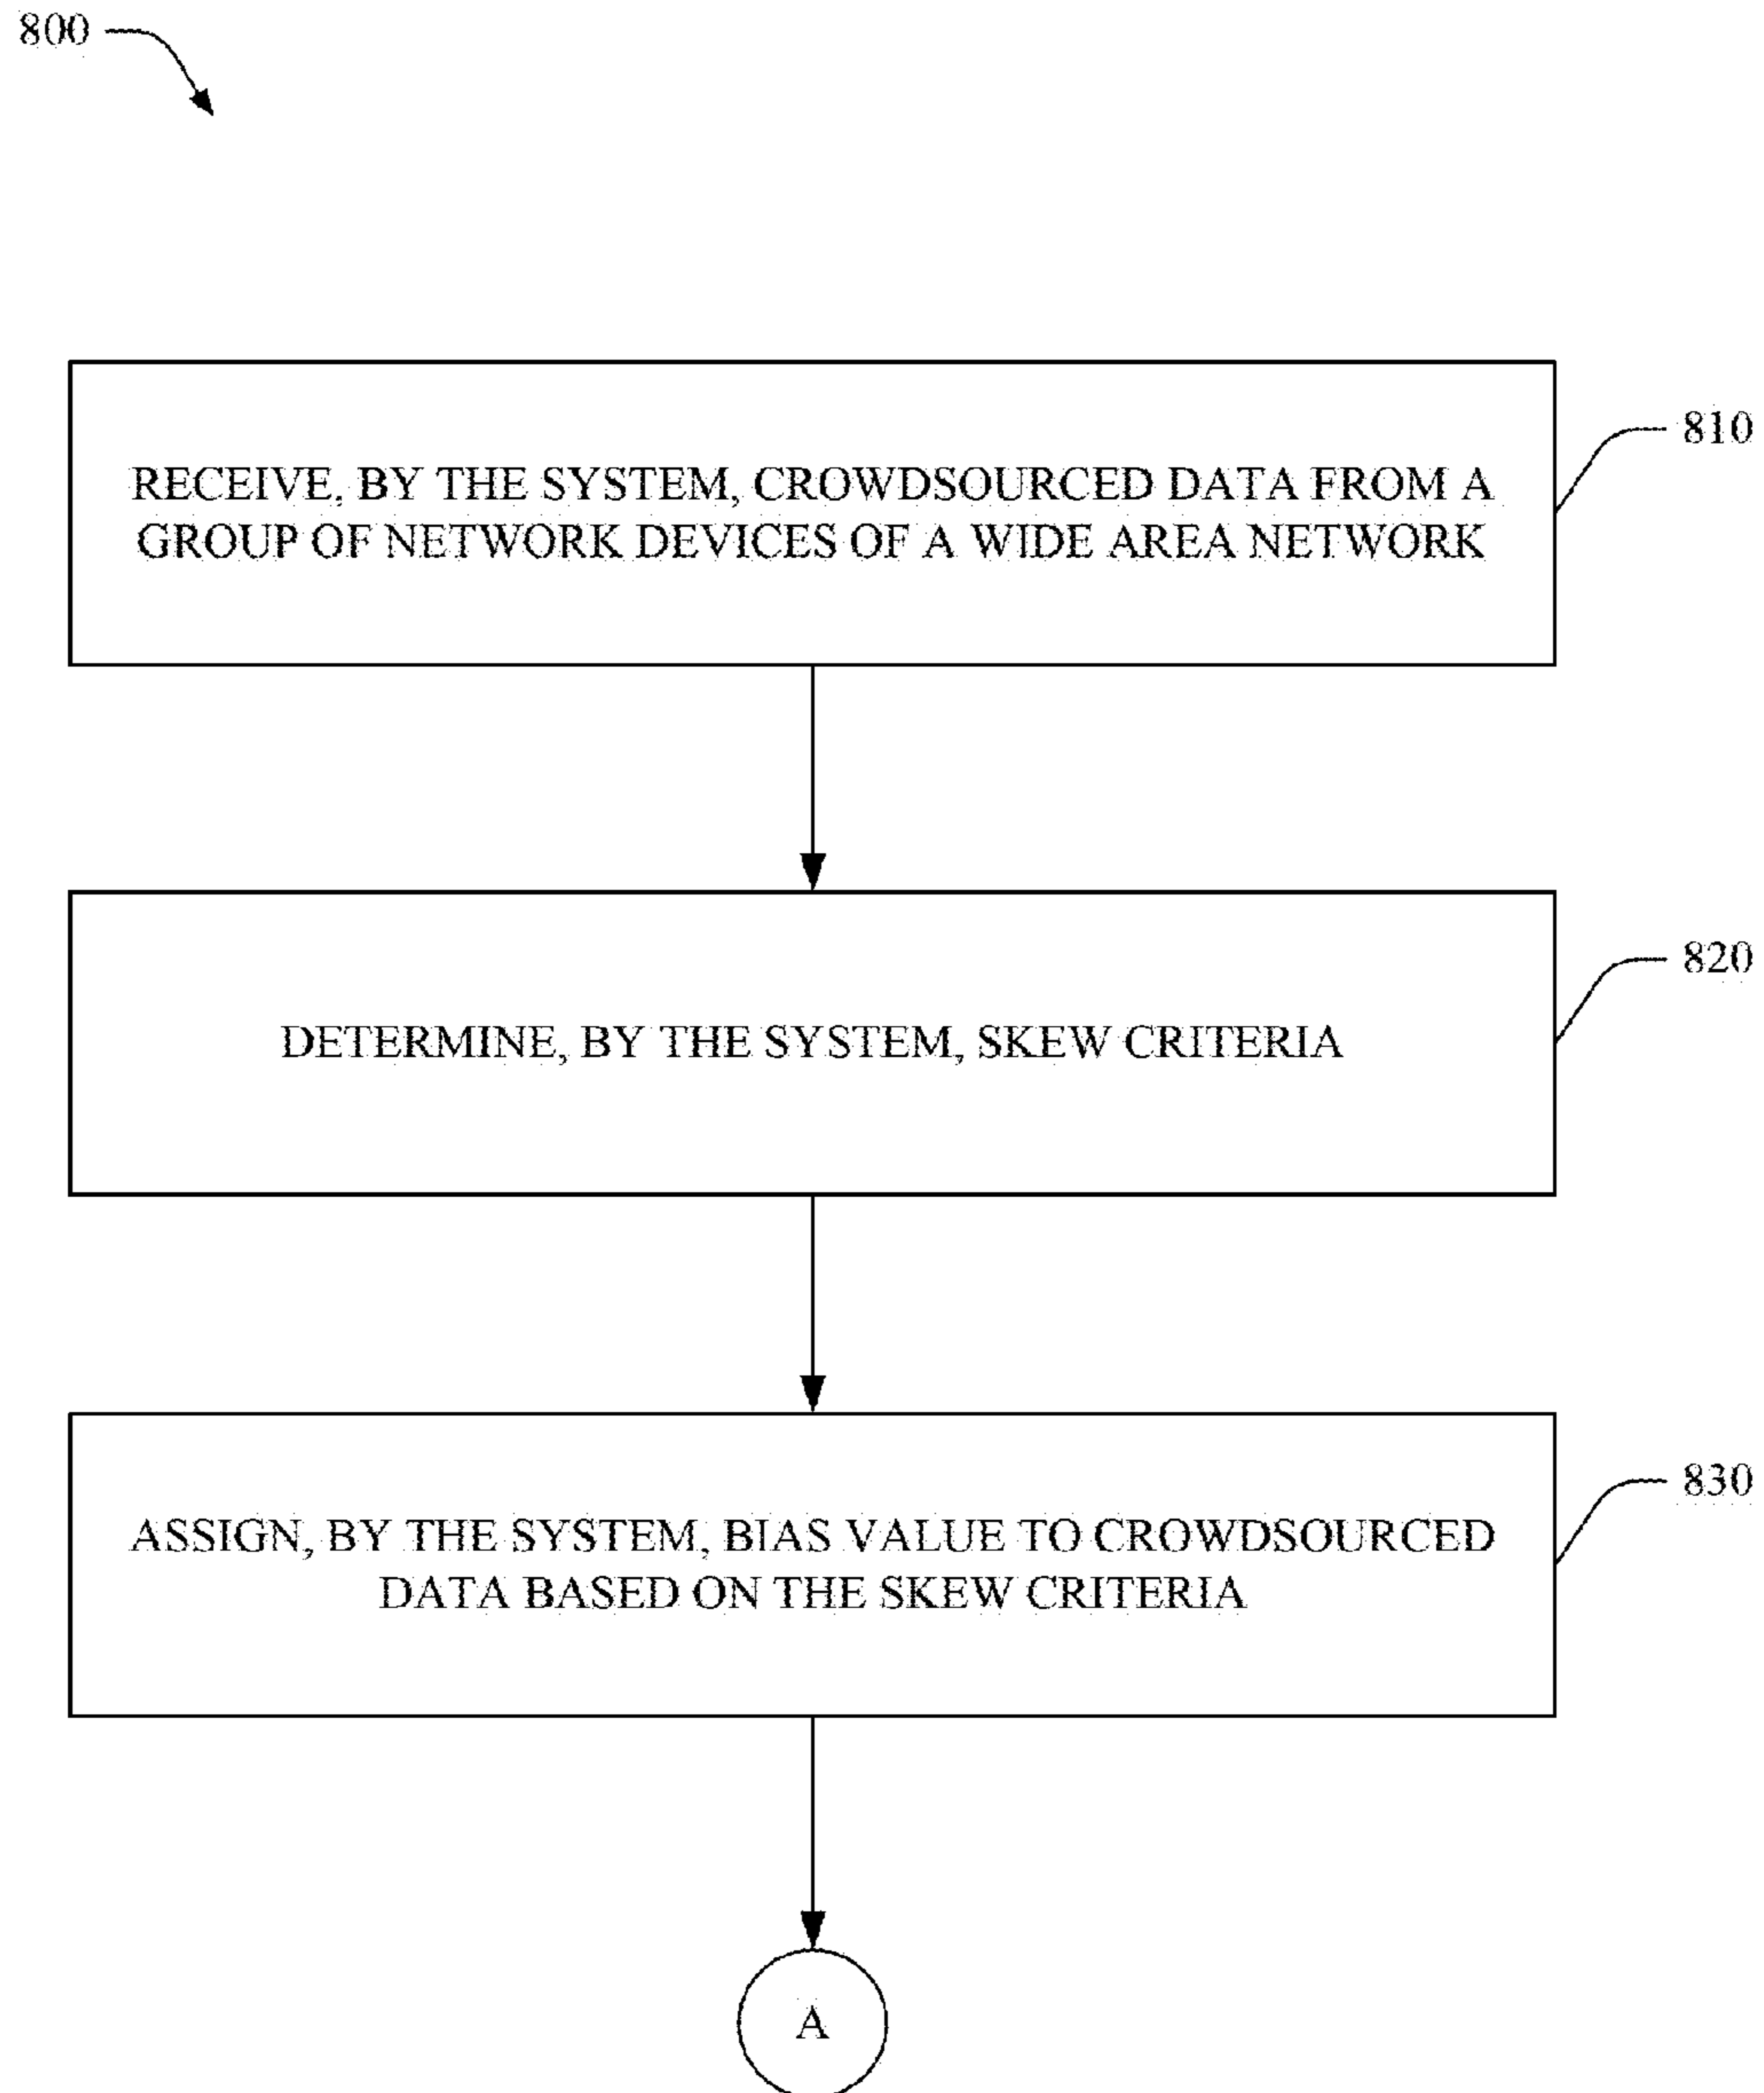 800
RECEIVE, BY THE SYSTEM, CROWDSOURCED DATA FROM A
GROUP OF NETWORK DEVICES OF A WIDE AREA NETWORK
810
DETERMINE, BY THE SYSTEM, SKEW CRITERIA
820
ASSIGN, BY THE SYSTEM, BIAS VALUE TO CROWDSOURCED
DATA BASED ON THE SKEW CRITERIA
830
A